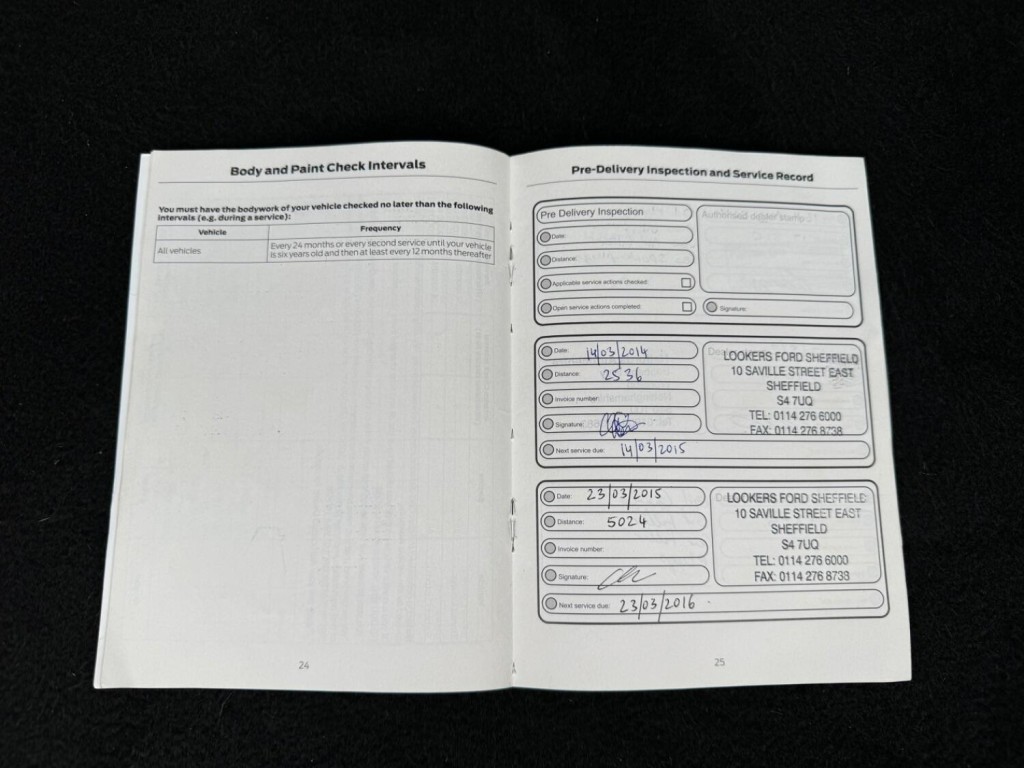 Body and Paint Check Intervals
You must have the bodywork of your vehicle checked no later than the following
intervals (e.g. during a service):
Vehicle Frequency
All vehicles. Every 24 months or every second service until your vehicle
is six years old and then at least every 12 months thereafter
24
Pre-Delivery Inspection and Service Record
Pre Delivery Inspection
Authorised dealer stamp
Date:
Distance:
Applicable service actions checked:
Open service actions completed:
Signature:
Date: 14/03/2014
Distance: 2536
Invoice number:
Signature:
Next service due: 14/03/2015
LOOKERS FORD SHEFFIELD
10 SAVILLE STREET EAST
SHEFFIELD
S4 7UQ
TEL: 0114 276 6000
FAX: 0114 276 8738
Date: 23/03/2015
Distance: 5024
Invoice number:
Signature:
Next service due: 23/03/2016
LOOKERS FORD SHEFFIELD
10 SAVILLE STREET EAST
SHEFFIELD
S4 7UQ
TEL: 0114 276 6000
FAX: 0114 276 8738
25